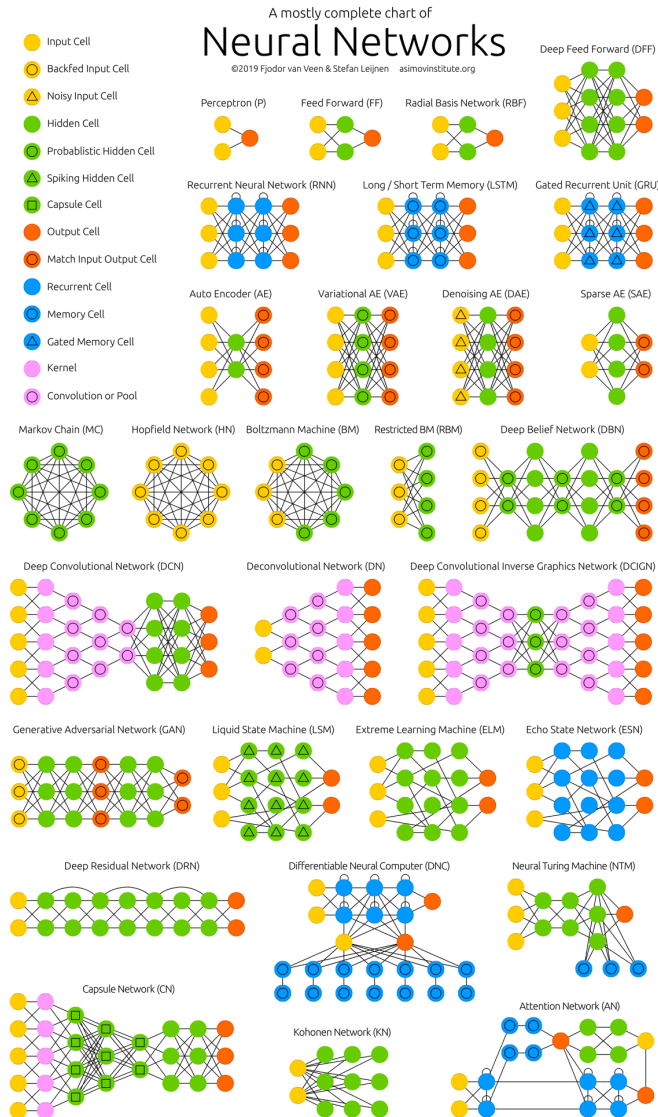 A mostly complete chart of
Neural Networks
©2019 Fjodor van Veen & Stefan Leijnen asimovinstitute.org
Input Cell
Backfed Input Cell
Noisy Input Cell
Hidden Cell
Probablistic Hidden Cell
Spiking Hidden Cell
Capsule Cell
Output Cell
Match Input Output Cell
Recurrent Cell
Memory Cell
Gated Memory Cell
Kernel
Convolution or Pool
Deep Feed Forward (DFF)
Perceptron (P)
Feed Forward (FF)
Radial Basis Network (RBF)
Recurrent Neural Network (RNN)
Long / Short Term Memory (LSTM)
Gated Recurrent Unit (GRU)
Auto Encoder (AE)
Variational AE (VAE)
Denoising AE (DAE)
Sparse AE (SAE)
Markov Chain (MC)
Hopfield Network (HN)
Boltzmann Machine (BM)
Restricted BM (RBM)
Deep Belief Network (DBN)
Deep Convolutional Network (DCN)
Deconvolutional Network (DN)
Deep Convolutional Inverse Graphics Network (DCIGN)
Generative Adversarial Network (GAN)
Liquid State Machine (LSM)
Extreme Learning Machine (ELM)
Echo State Network (ESN)
Deep Residual Network (DRN)
Differentiable Neural Computer (DNC)
Neural Turing Machine (NTM)
Capsule Network (CN)
Kohonen Network (KN)
Attention Network (AN)